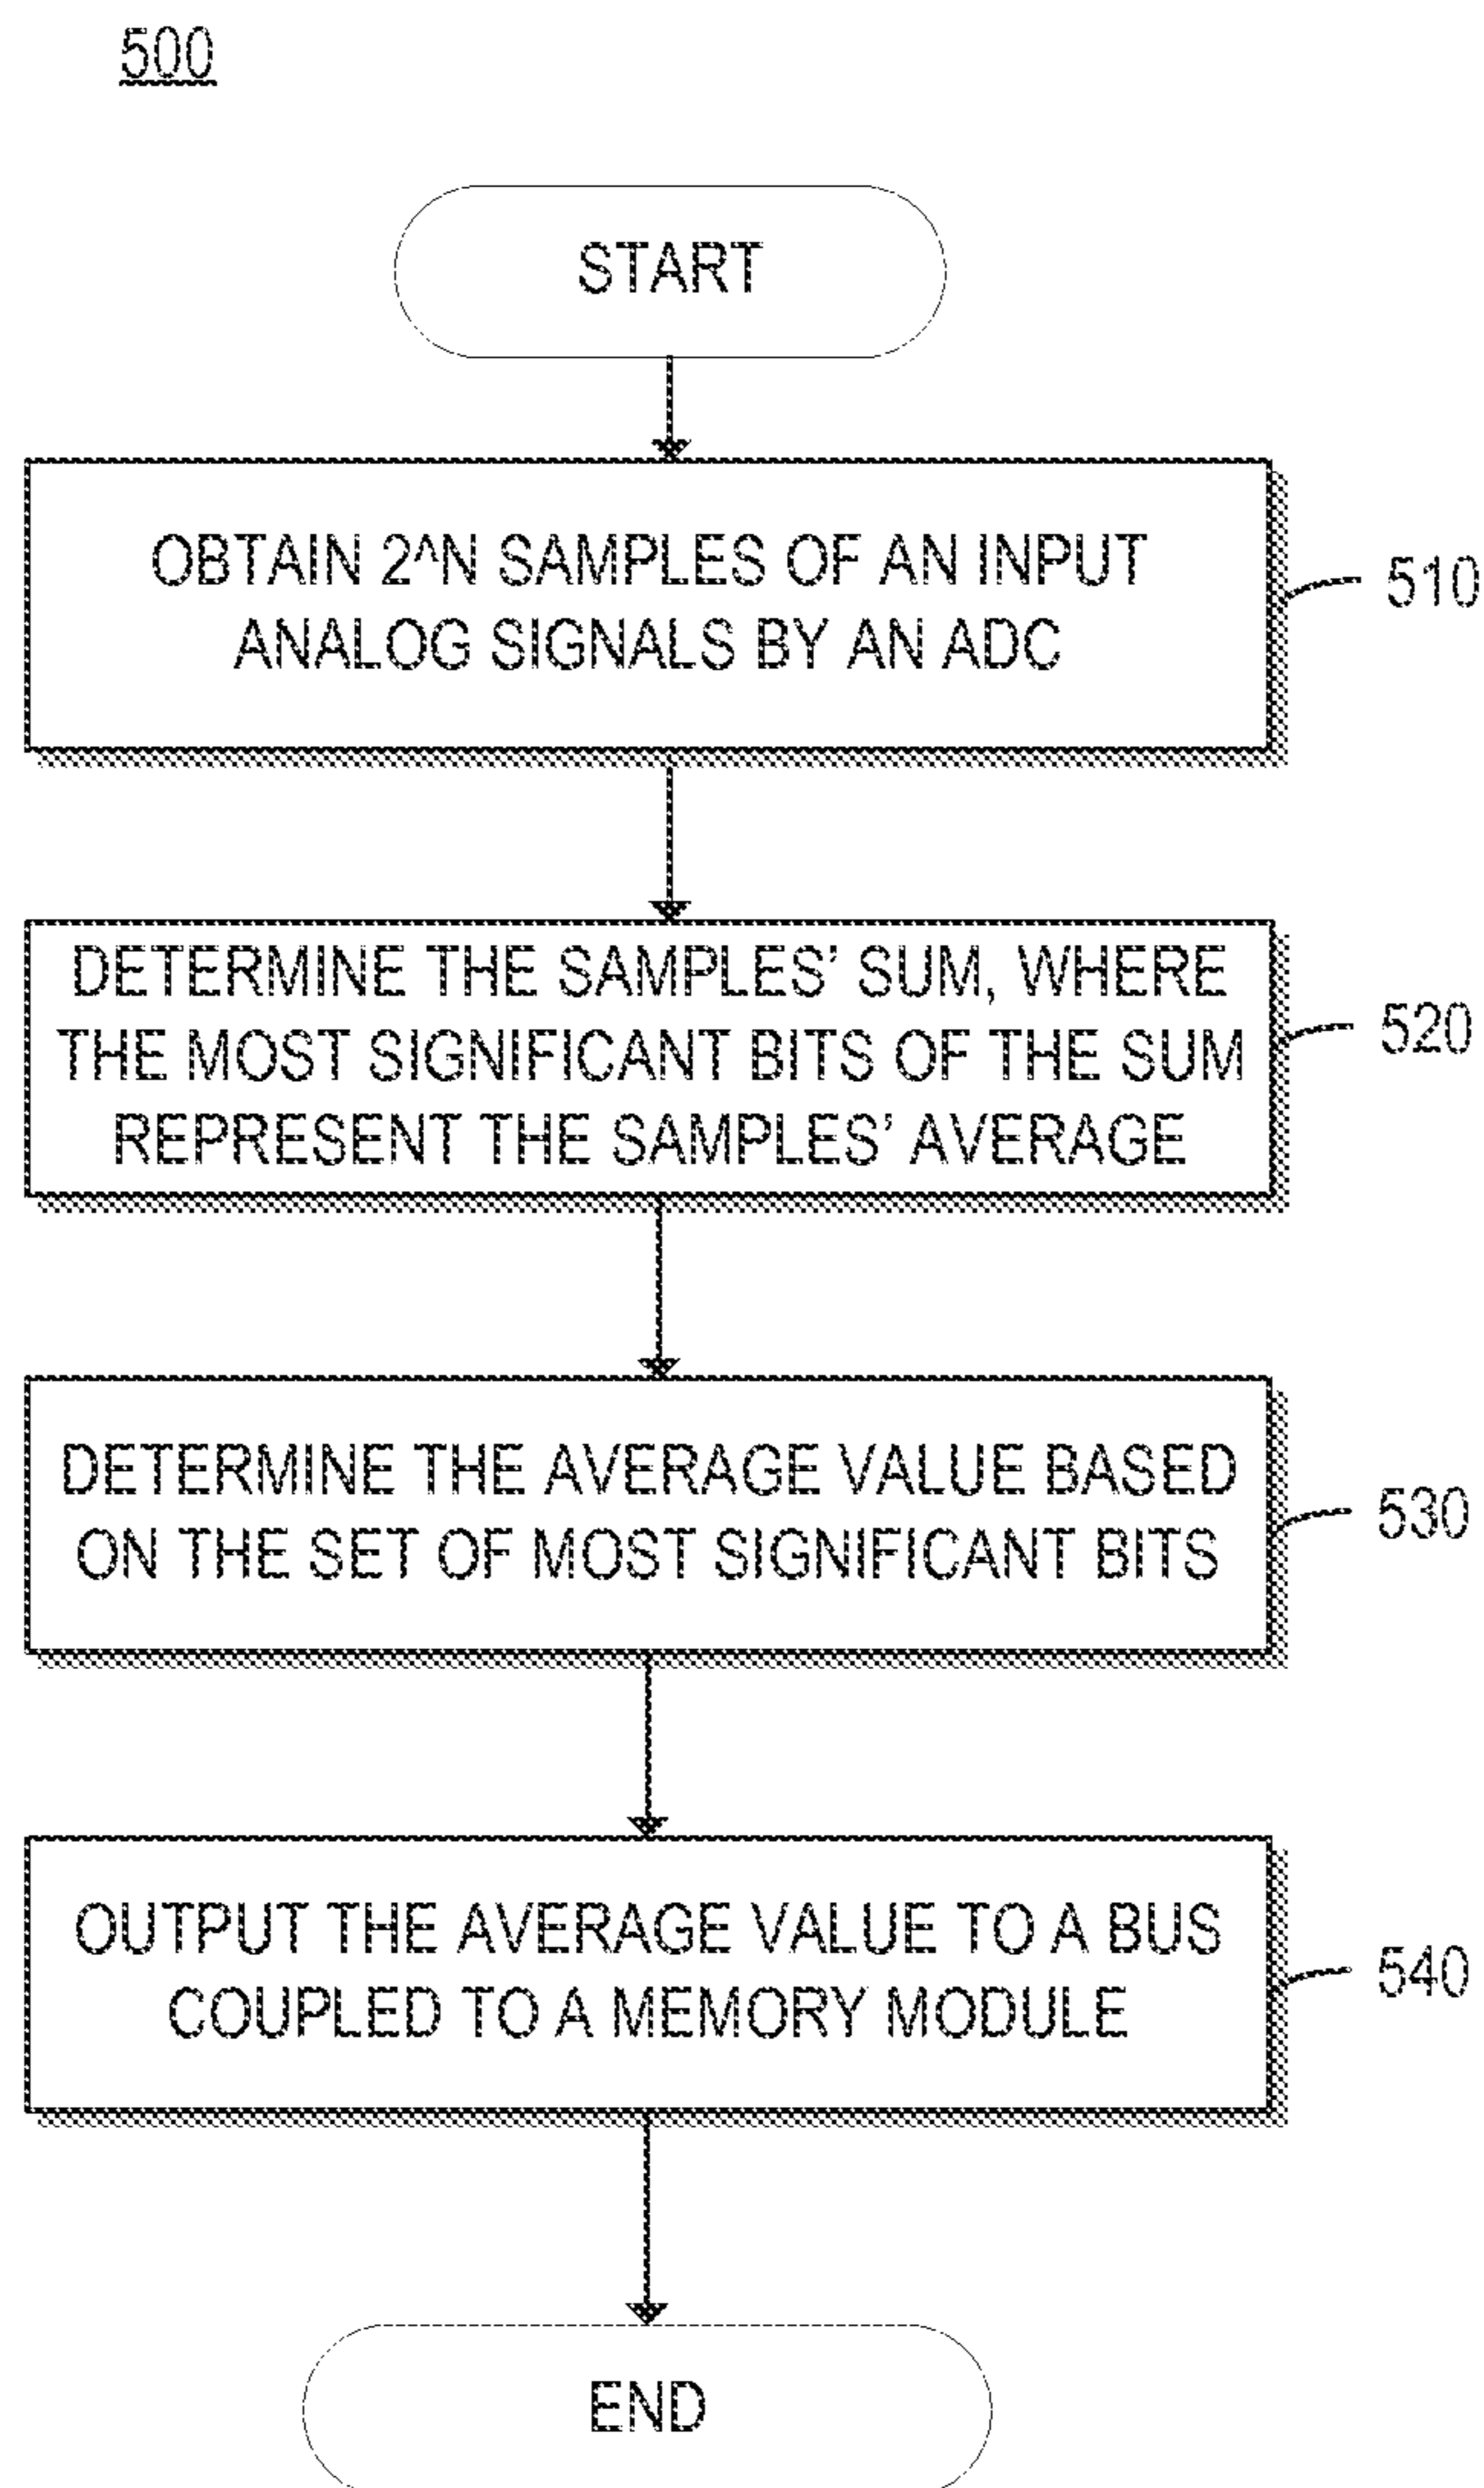 500
START
OBTAIN 2^N SAMPLES OF AN INPUT
ANALOG SIGNALS BY AN ADC
510
DETERMINE THE SAMPLES’ SUM, WHERE
THE MOST SIGNIFICANT BITS OF THE SUM
REPRESENT THE SAMPLES’ AVERAGE
520
DETERMINE THE AVERAGE VALUE BASED
ON THE SET OF MOST SIGNIFICANT BITS
530
OUTPUT THE AVERAGE VALUE TO A BUS
COUPLED TO A MEMORY MODULE
540
END